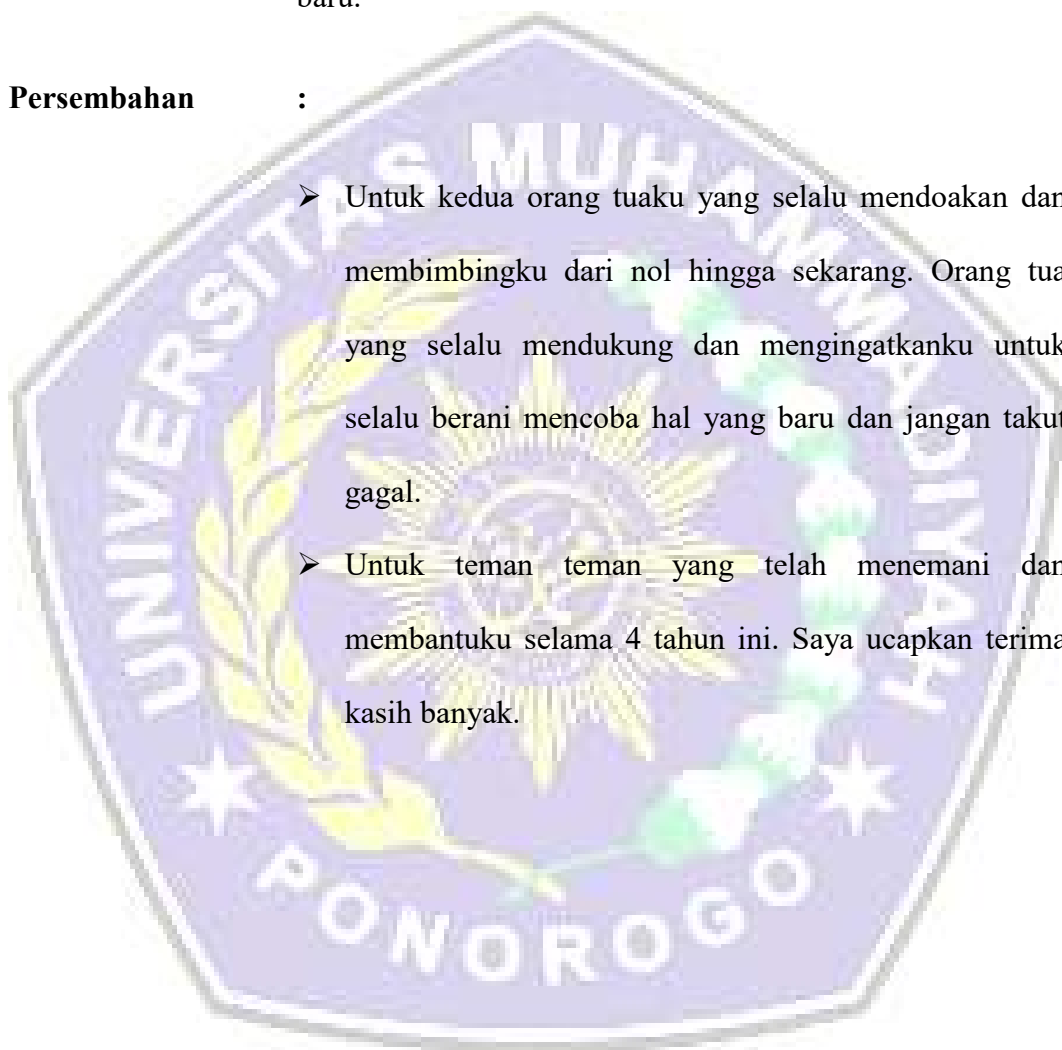 baru.
Persembahan :
➢ Untuk kedua orang tuaku yang selalu mendoakan dan
membimbingku dari nol hingga sekarang. Orang tua
yang selalu mendukung dan mengingatkanku untuk
selalu berani mencoba hal yang baru dan jangan takut
gagal.
➢ Untuk teman teman yang telah menemani dan
membantuku selama 4 tahun ini. Saya ucapkan terima
kasih banyak.
UNIVERSITAS MUHAMMADIYAH
PONOROGO